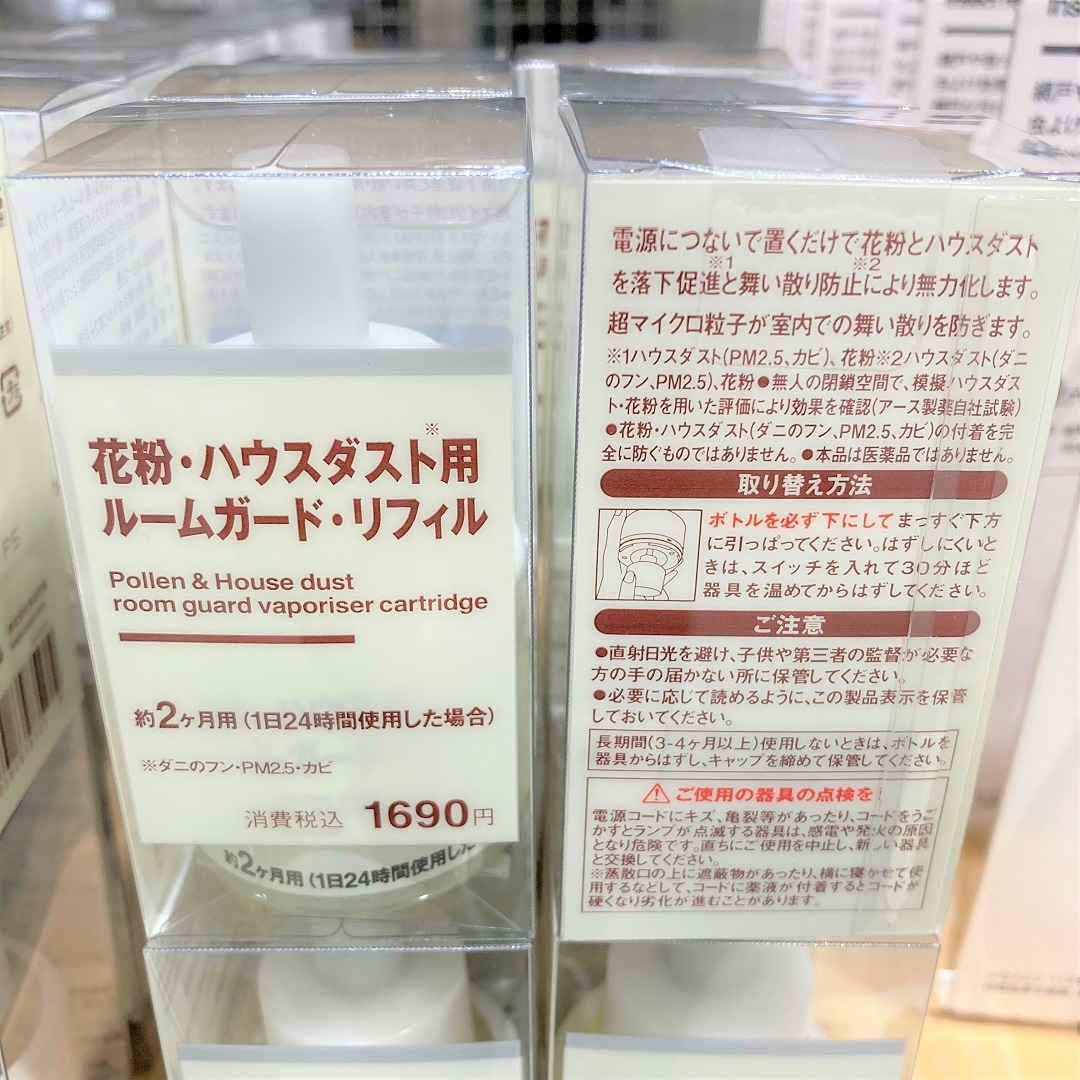 花粉・ハウスダスト※用
ルームガード・リフィル
Pollen & House dust
room guard vaporiser cartridge
約2ヶ月用(1日24時間使用した場合)
※ダニのフン・PM2.5・カビ
消費税込 1690円
約2ヶ月用(1日24時間使用した
電源につないで置くだけで花粉とハウスダスト
を落下促進※1と舞い散り防止※2により無力化します。
超マイクロ粒子が室内での舞い散りを防ぎます。
※1ハウスダスト(PM2.5、カビ)、花粉※2ハウスダスト(ダニ
のフン、PM2.5)、花粉●無人の閉鎖空間で、模擬ハウスダス
ト・花粉を用いた評価により効果を確認(アース製薬自社試験)
●花粉・ハウスダスト(ダニのフン、PM2.5、カビ)の付着を完
全に防ぐものではありません。●本品は医薬品ではありません。
取り替え方法
ボトルを必ず下にしてまっすぐ下方
に引っぱってください。はずしにくいと
きは、スイッチを入れて30分ほど
器具を温めてからはずしてください。
ご注意
●直射日光を避け、子供や第三者の監督が必要な
方の手の届かない所に保管してください。
●必要に応じて読めるように、この製品表示を保管
しておいてください。
長期間(3-4ヶ月以上)使用しないときは、ボトルを
器具からはずし、キャップを締めて保管してください。
⚠ご使用の器具の点検を!
電源コードにキズ、亀裂等があったり、コードをうご
かすとランプが点滅する器具は、感電や発火の原因
となり危険です。直ちにご使用を中止し、新しい器具
と交換してください。
※蒸散口の上に遮蔽物があったり、横に寝かせて使
用するなどして、コードに薬液が付着するとコードが
硬くなり劣化が進むことがあります。